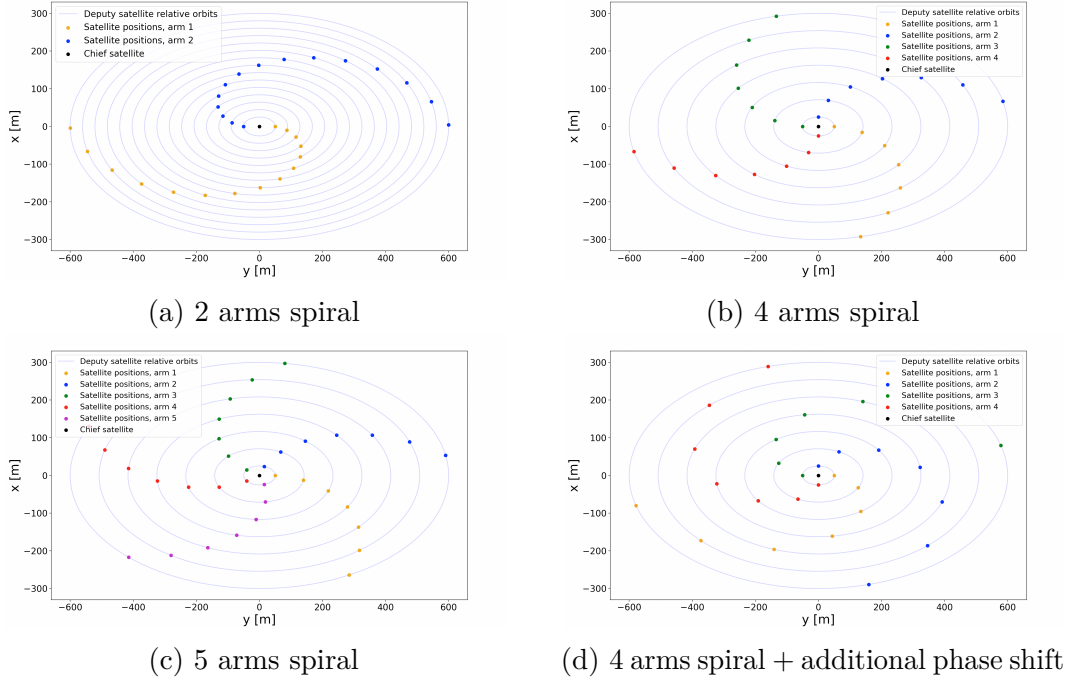 Deputy satellite relative orbits
Satellite positions, arm 1
Satellite positions, arm 2
Chief satellite
300
200
100
0
−100
−200
−300
x [m]
−600 −400 −200 0 200 400 600
y [m]
(a) 2 arms spiral
Deputy satellite relative orbits
Satellite positions, arm 1
Satellite positions, arm 2
Satellite positions, arm 3
Satellite positions, arm 4
Chief satellite
300
200
100
0
−100
−200
−300
x [m]
−600 −400 −200 0 200 400 600
y [m]
(b) 4 arms spiral
Deputy satellite relative orbits
Satellite positions, arm 1
Satellite positions, arm 2
Satellite positions, arm 3
Satellite positions, arm 4
Satellite positions, arm 5
Chief satellite
300
200
100
0
−100
−200
−300
x [m]
−600 −400 −200 0 200 400 600
y [m]
(c) 5 arms spiral
Deputy satellite relative orbits
Satellite positions, arm 1
Satellite positions, arm 2
Satellite positions, arm 3
Satellite positions, arm 4
Chief satellite
300
200
100
0
−100
−200
−300
x [m]
−600 −400 −200 0 200 400 600
y [m]
(d) 4 arms spiral + additional phase shift